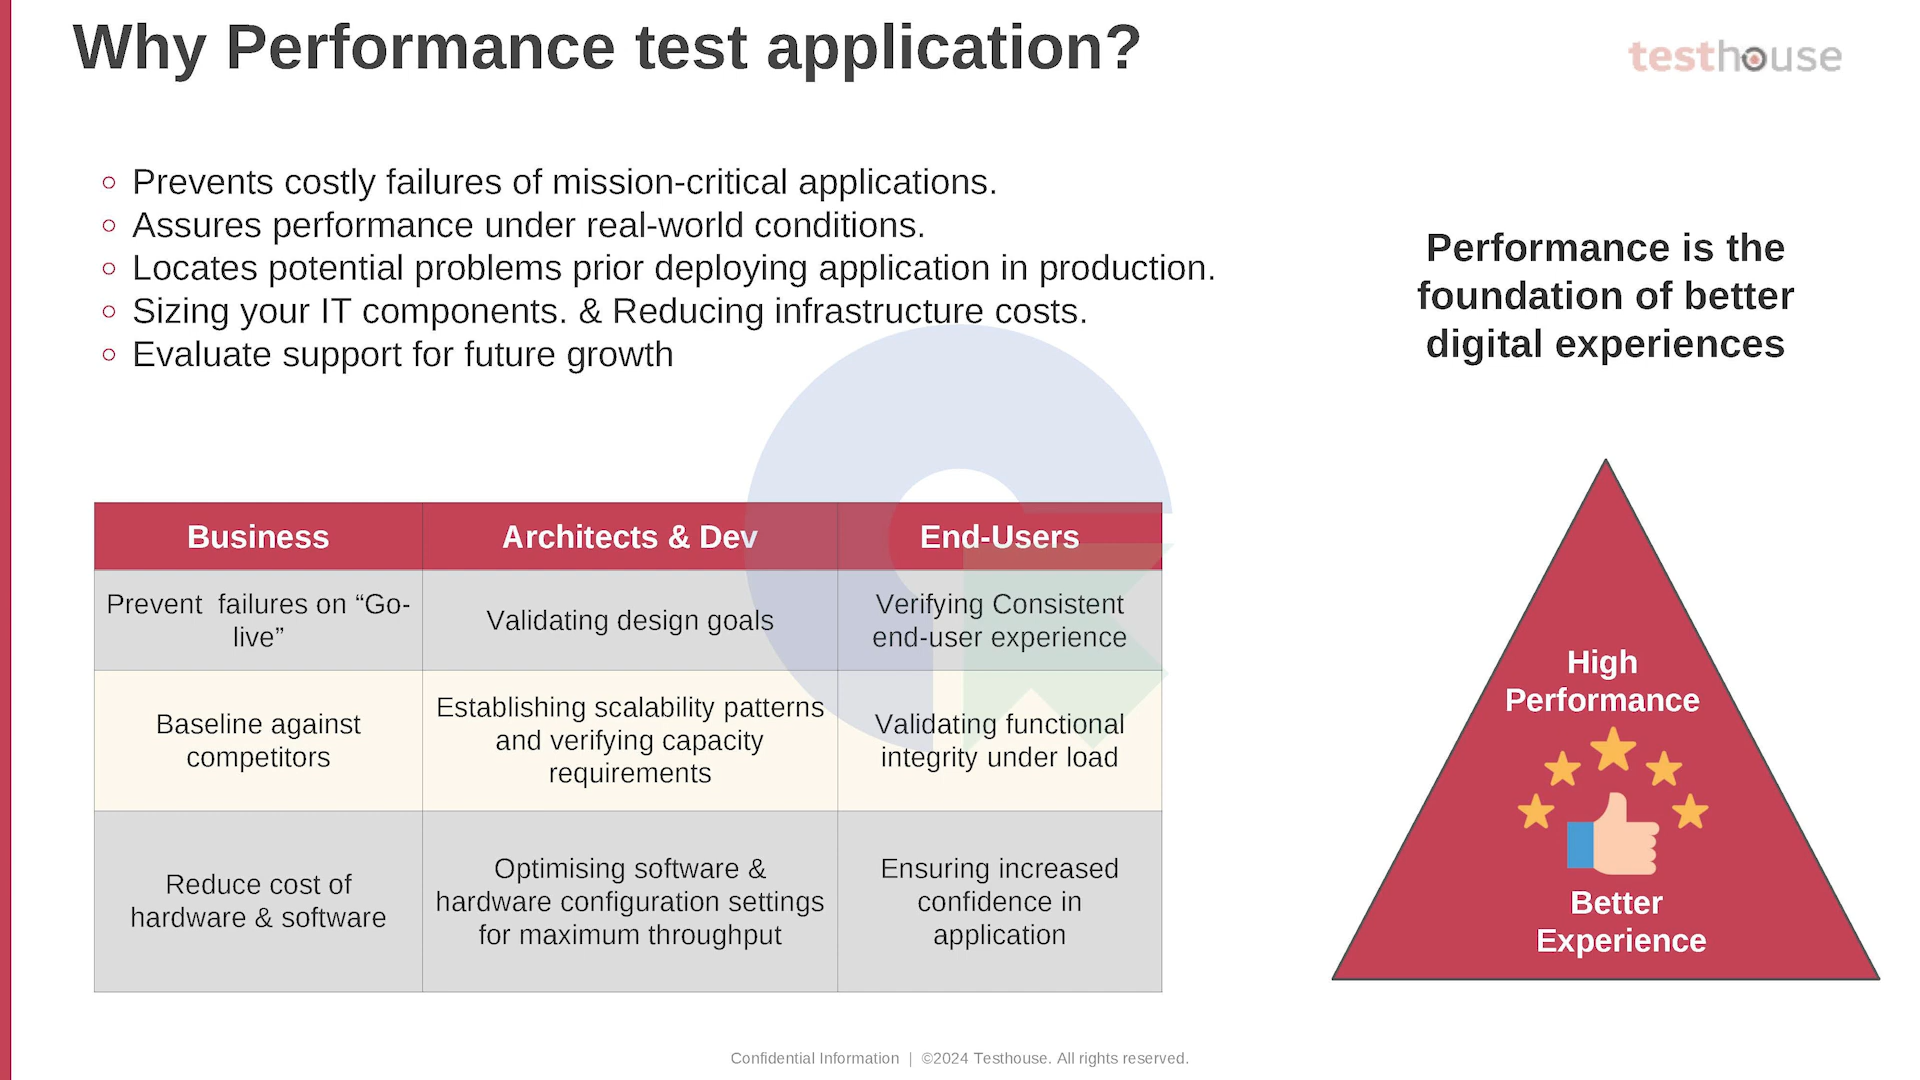 Why Performance test application?
testhouse
Prevents costly failures of mission-critical applications.
Assures performance under real-world conditions.
Locates potential problems prior deploying application in production.
Sizing your IT components. & Reducing infrastructure costs.
Evaluate support for future growth
Performance is the
foundation of better
digital experiences
Business
Architects & Dev
End-Users
Prevent  failures on “Go-
live”
Validating design goals
Verifying Consistent
end-user experience
Baseline against
competitors
Establishing scalability patterns
and verifying capacity
requirements
Validating functional
integrity under load
Reduce cost of
hardware & software
Optimising software &
hardware configuration settings
for maximum throughput
Ensuring increased
confidence in
application
High
Performance
Better
Experience
Confidential Information | ©2024 Testhouse. All rights reserved.